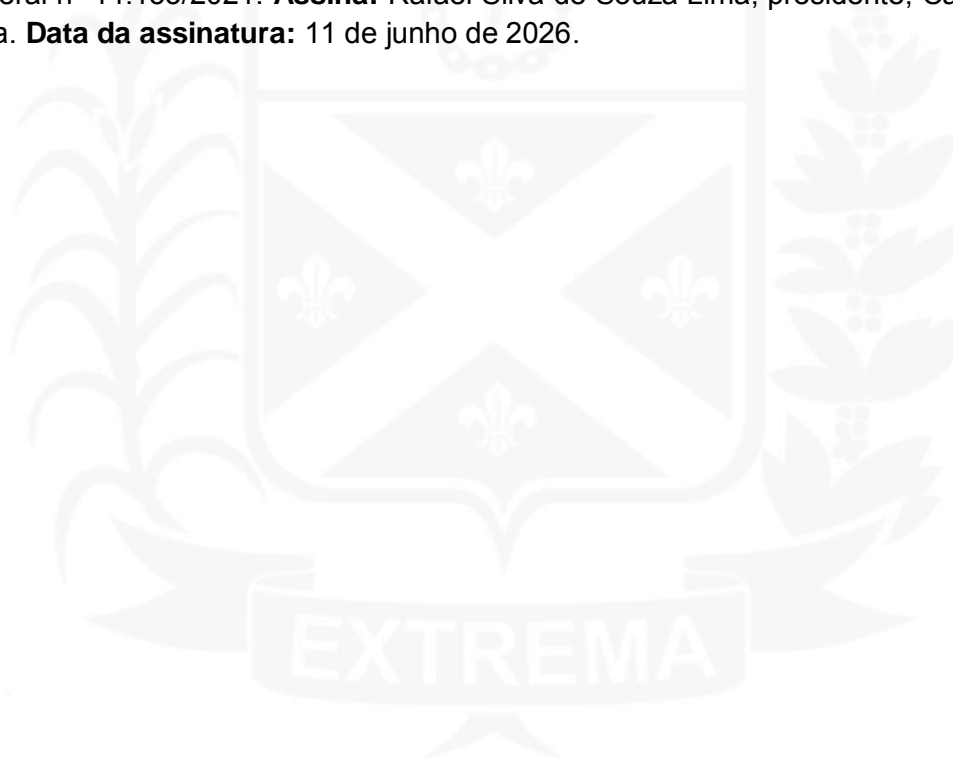 Assina: Rafael Silva de Souza Lima, presidente,
a. Data da assinatura: 11 de junho de 2026.
EXTREMA